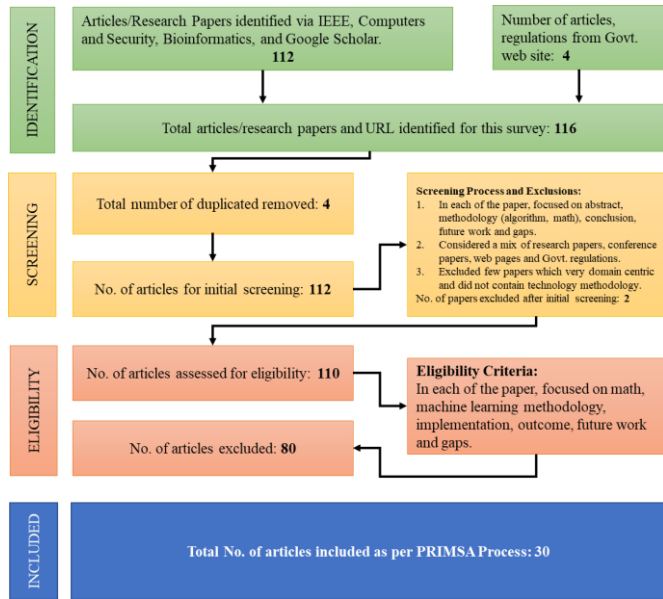 IDENTIFICATION
Articles/Research Papers identified via IEEE, Computers
and Security, Bioinformatics, and Google Scholar.
112
Number of articles,
regulations from Govt.
web site: 4
Total articles/research papers and URL identified for this survey: 116
SCREENING
Total number of duplicated removed: 4
No. of articles for initial screening: 112
Screening Process and Exclusions:
1. In each of the paper, focused on abstract,
methodology (algorithm, math), conclusion,
future work and gaps.
2. Considered a mix of research papers, conference
papers, web pages and Govt. regulations.
3. Excluded few papers which very domain centric
and did not contain technology methodology.
No. of papers excluded after initial screening: 2
ELIGIBILITY
No. of articles assessed for eligibility: 110
No. of articles excluded: 80
Eligibility Criteria:
In each of the paper, focused on math,
machine learning methodology,
implementation, outcome, future work
and gaps.
INCLUDED
Total No. of articles included as per PRIMSA Process: 30